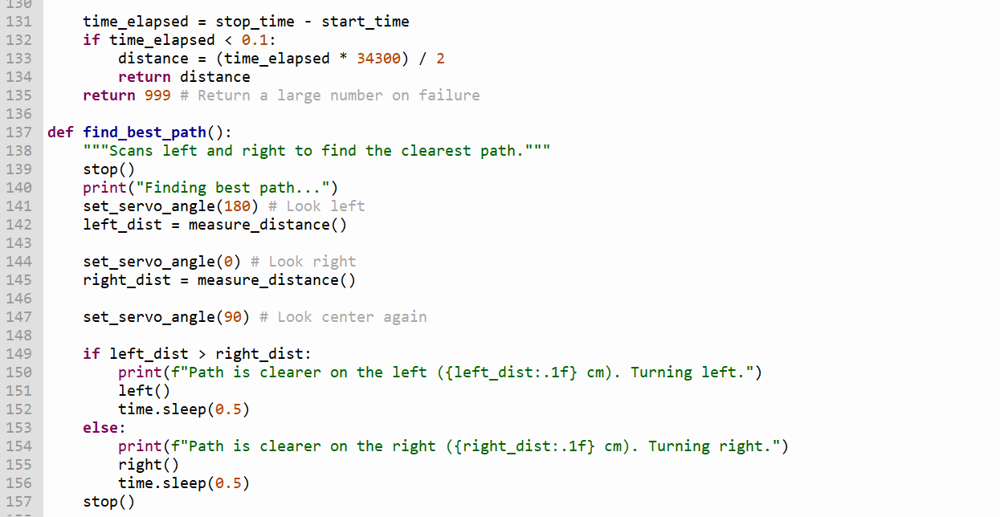 131 time_elapsed = stop_time - start_time
132 if time_elapsed < 0.1:
133 distance = (time_elapsed * 34300) / 2
134 return distance
135 return 999 # Return a large number on failure
136
137 def find_best_path():
138 """Scans left and right to find the clearest path."""
139 stop()
140 print("Finding best path...")
141 set_servo_angle(180) # Look left
142 left_dist = measure_distance()
143
144 set_servo_angle(0) # Look right
145 right_dist = measure_distance()
146
147 set_servo_angle(90) # Look center again
148
149 if left_dist > right_dist:
150 print(f"Path is clearer on the left ({left_dist:.1f} cm). Turning left.")
151 left()
152 time.sleep(0.5)
153 else:
154 print(f"Path is clearer on the right ({right_dist:.1f} cm). Turning right.")
155 right()
156 time.sleep(0.5)
157 stop()